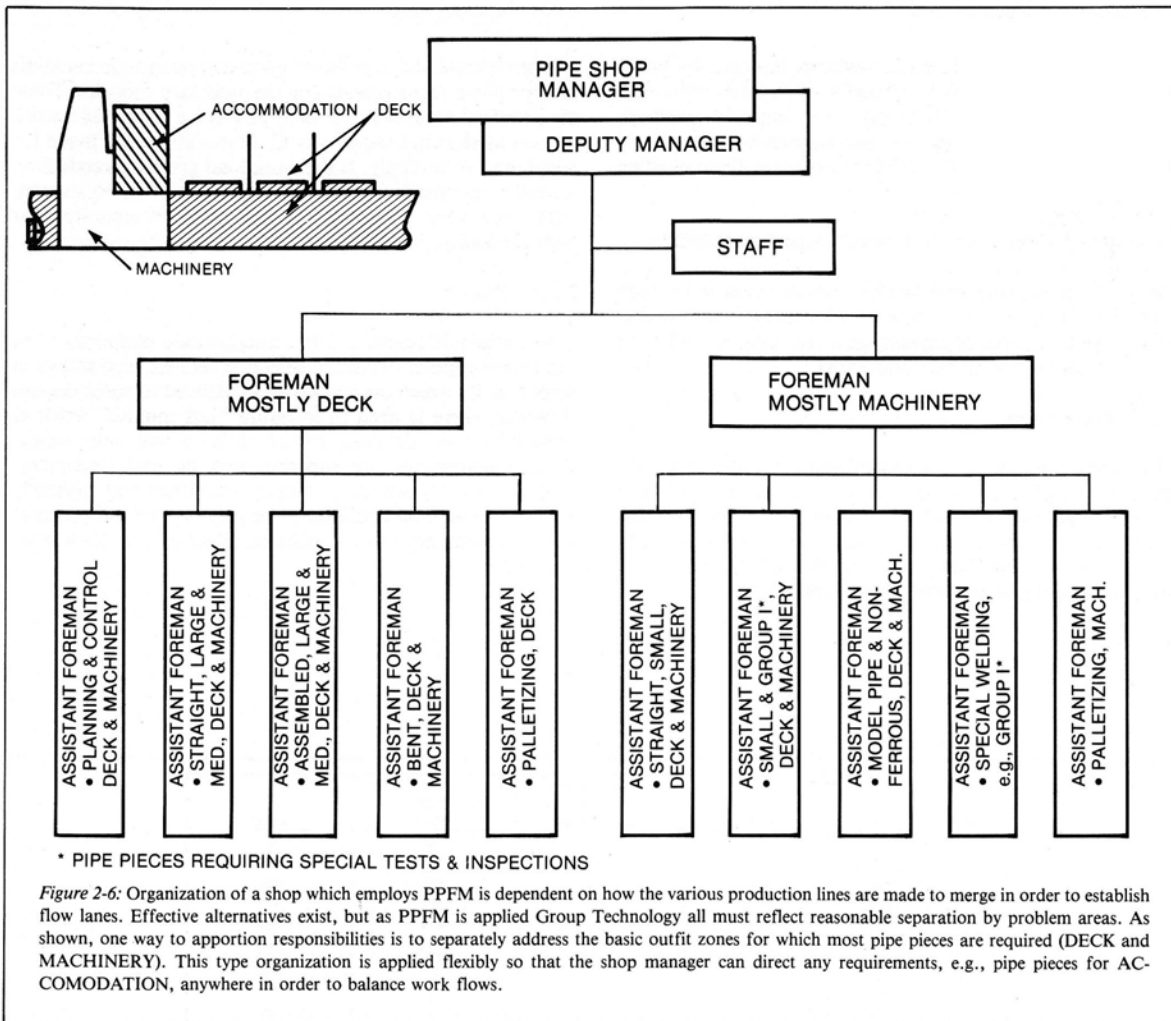 PIPE SHOP
MANAGER
DEPUTY MANAGER
STAFF
ACCOMMODATION
DECK
MACHINERY
FOREMAN
MOSTLY DECK
FOREMAN
MOSTLY MACHINERY
ASSISTANT FOREMAN
• PLANNING & CONTROL
DECK & MACHINERY
ASSISTANT FOREMAN
• STRAIGHT, LARGE &
MED., DECK & MACHINERY
ASSISTANT FOREMAN
• ASSEMBLED, LARGE &
MED., DECK & MACHINERY
ASSISTANT FOREMAN
• BENT, DECK &
MACHINERY
ASSISTANT FOREMAN
• PALLETIZING, DECK
ASSISTANT FOREMAN
• STRAIGHT, SMALL,
DECK & MACHINERY
ASSISTANT FOREMAN
• SMALL & GROUP I*,
DECK & MACHINERY
ASSISTANT FOREMAN
• MODEL PIPE & NON-
FERROUS, DECK & MACH.
ASSISTANT FOREMAN
• SPECIAL WELDING,
e.g., GROUP I*
ASSISTANT FOREMAN
• PALLETIZING, MACH.
* PIPE PIECES REQUIRING SPECIAL TESTS & INSPECTIONS
Figure 2-6: Organization of a shop which employs PPFM is dependent on how the various production lines are made to merge in order to establish
flow lanes. Effective alternatives exist, but as PPFM is applied Group Technology all must reflect reasonable separation by problem areas. As
shown, one way to apportion responsibilities is to separately address the basic outfit zones for which most pipe pieces are required (DECK and
MACHINERY). This type organization is applied flexibly so that the shop manager can direct any requirements, e.g., pipe pieces for AC-
COMODATION, anywhere in order to balance work flows.